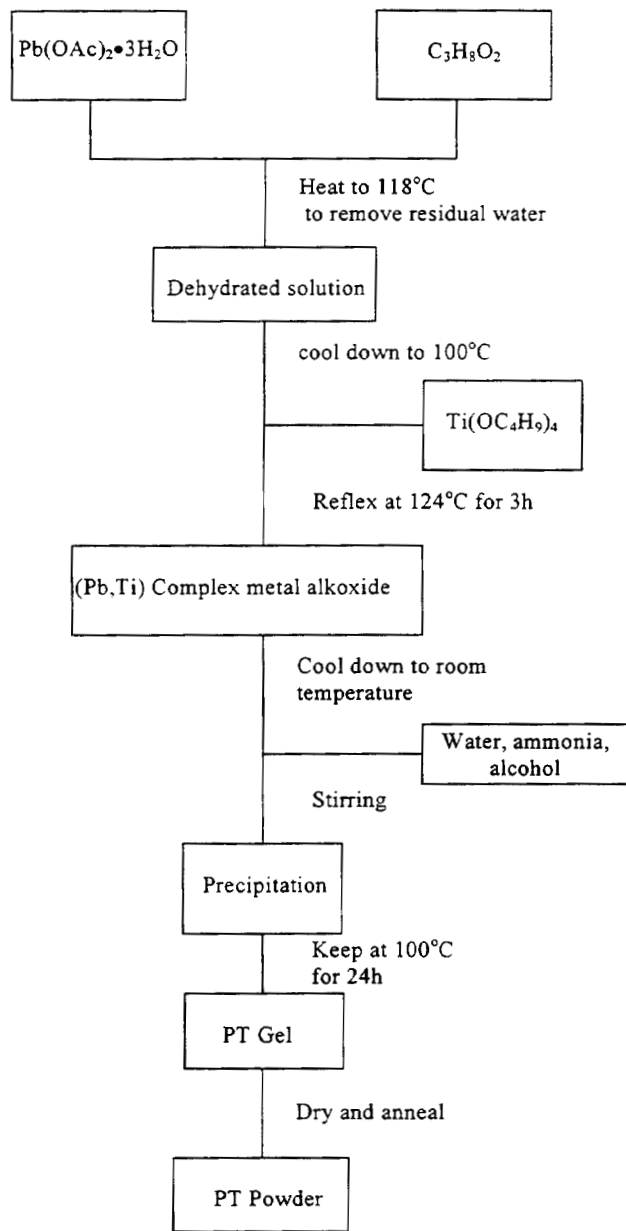 Pb(OAc)₂•3H₂O
C₃H₈O₂
Heat to 118°C
to remove residual water
Dehydrated solution
cool down to 100°C
Ti(OC₄H₉)₄
Reflex at 124°C for 3h
(Pb,Ti) Complex metal alkoxide
Cool down to room
temperature
Water, ammonia,
alcohol
Stirring
Precipitation
Keep at 100°C
for 24h
PT Gel
Dry and anneal
PT Powder